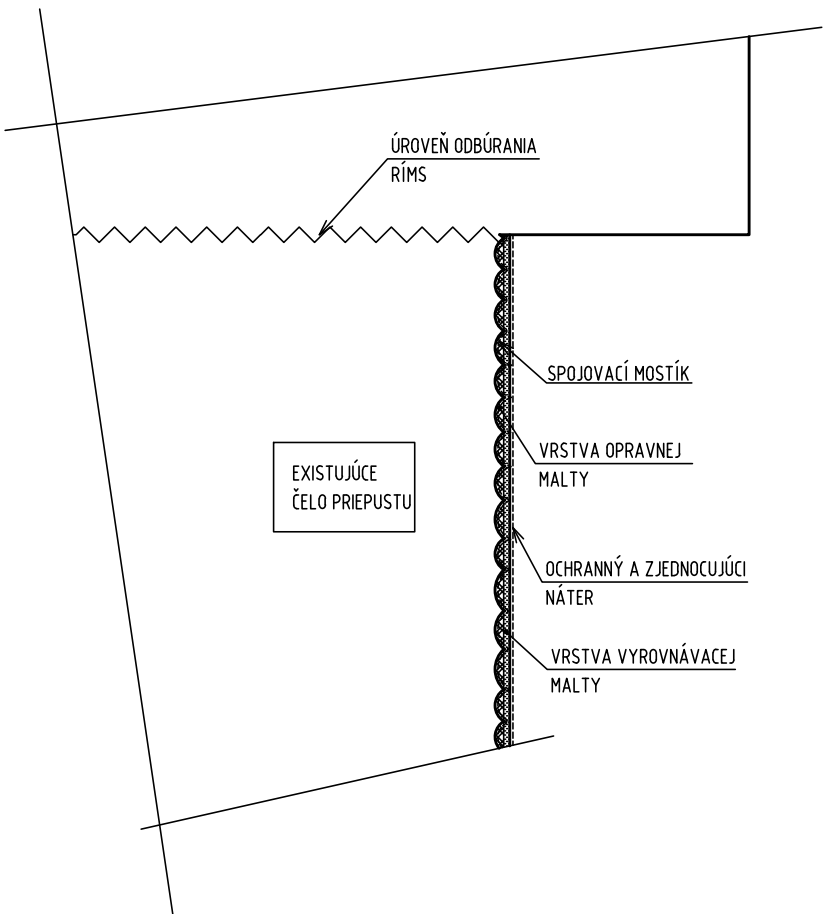 ÚROVEŇ ODBÚRANIA
RÍMS
SPOJOVACÍ MOSTÍK
VRSTVA OPRAVNEJ
MALTY
EXISTUJÚCE
ČELO PRIEPUSTU
OCHRANNÝ A ZJEDNOCUJÚCI
NÁTER
VRSTVA VYROVNÁVACEJ
MALTY